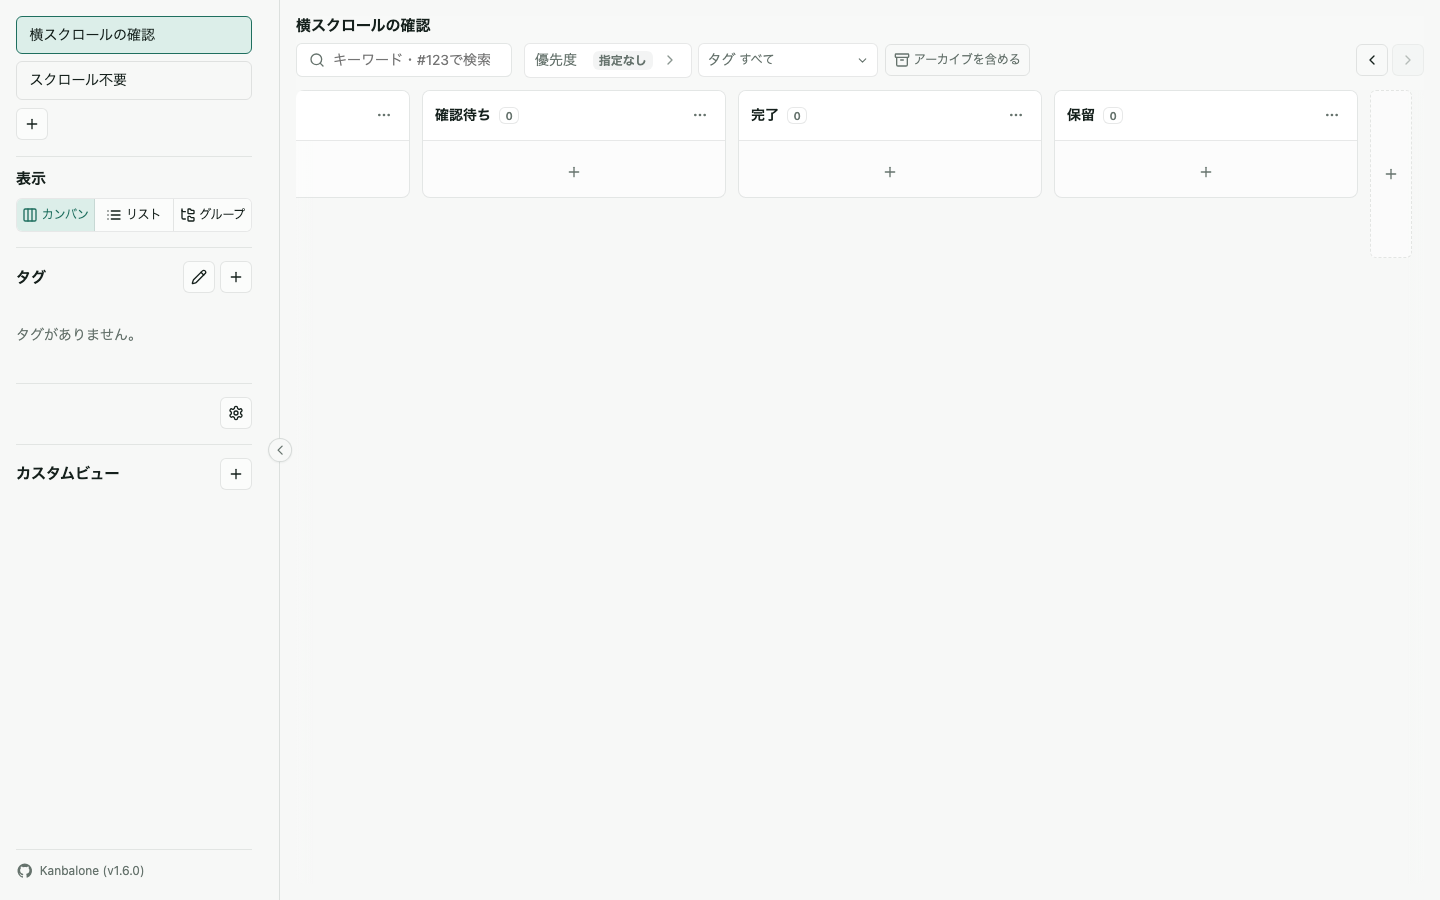 横スクロールの確認
スクロール不要
表示
カンバン
リスト
グループ
タグ
タグがありません。
カスタムビュー
Kanbalone (v1.6.0)
横スクロールの確認
キーワード・#123で検索
優先度 指定なし
タグ すべて
アーカイブを含める
確認待ち 0
完了 0
保留 0